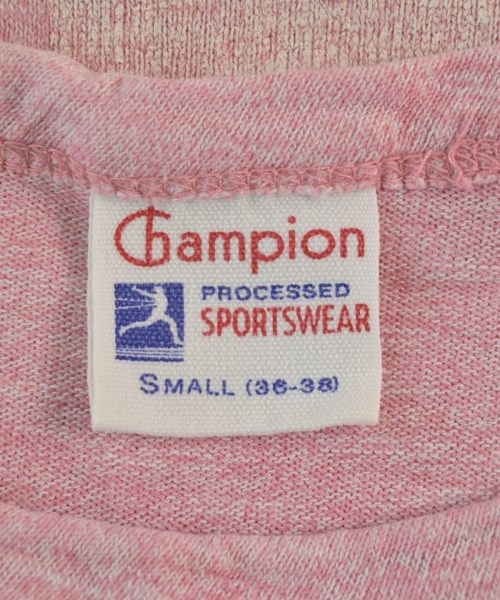 Champion
PROCESSED
SPORTSWEAR
SMALL (36-38)